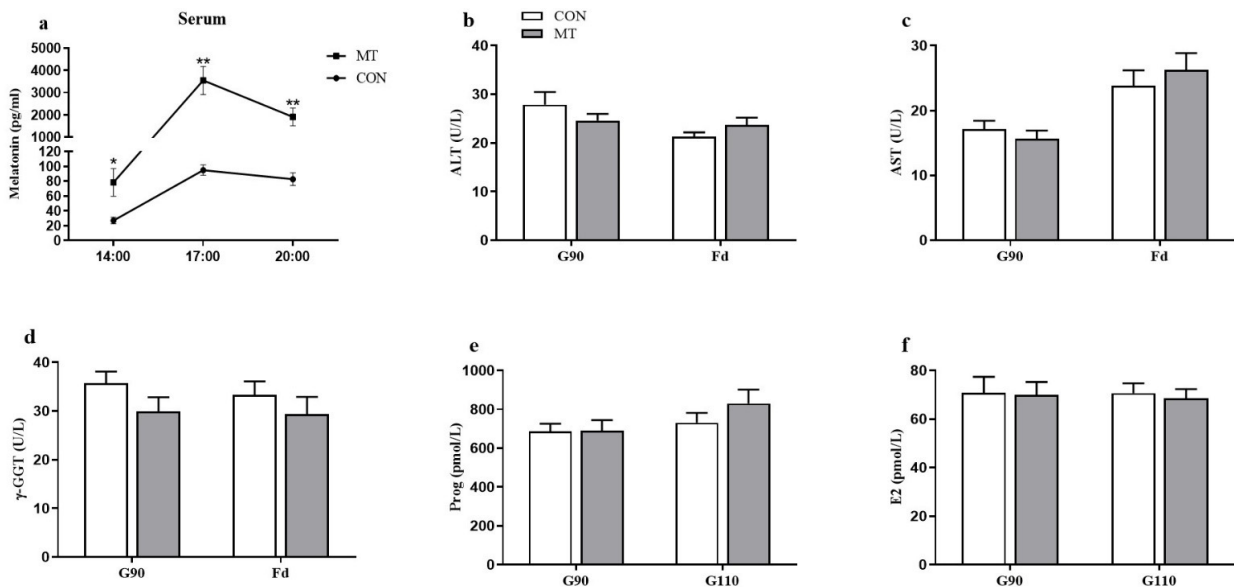 a
Serum
Melatonin (pg/ml)
5000
4000
3000
2000
1000
120
100
80
60
40
20
0
*
**
**
14:00
17:00
20:00
MT
CON
b
CON
MT
ALT (U/L)
40
30
20
10
0
G90
Fd
c
AST (U/L)
30
20
10
0
G90
Fd
d
γ-GGT (U/L)
40
30
20
10
0
G90
Fd
e
Prog (pmol/L)
1000
800
600
400
200
0
G90
G110
f
E2 (pmol/L)
80
60
40
20
0
G90
G110